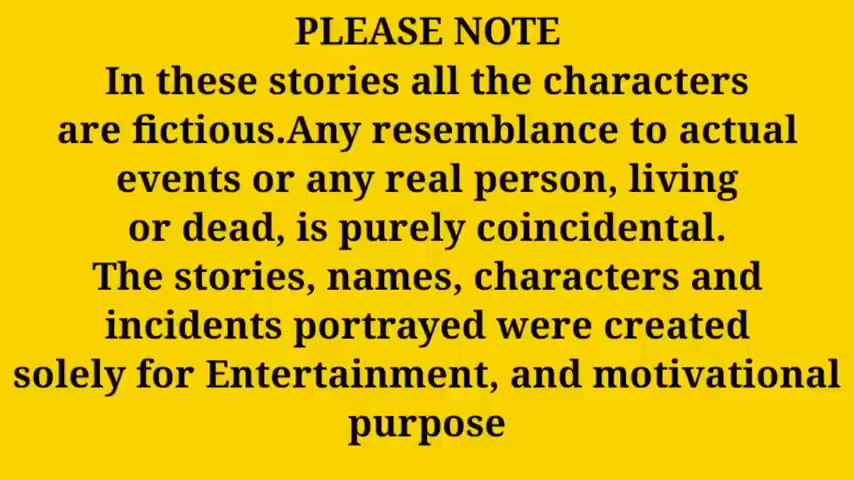 PLEASE NOTE
In these stories all the characters
are fictious.Any resemblance to actual
events or any real person, living
or dead, is purely coincidental.
The stories, names, characters and
incidents portrayed were created
solely for Entertainment, and motivational
purpose